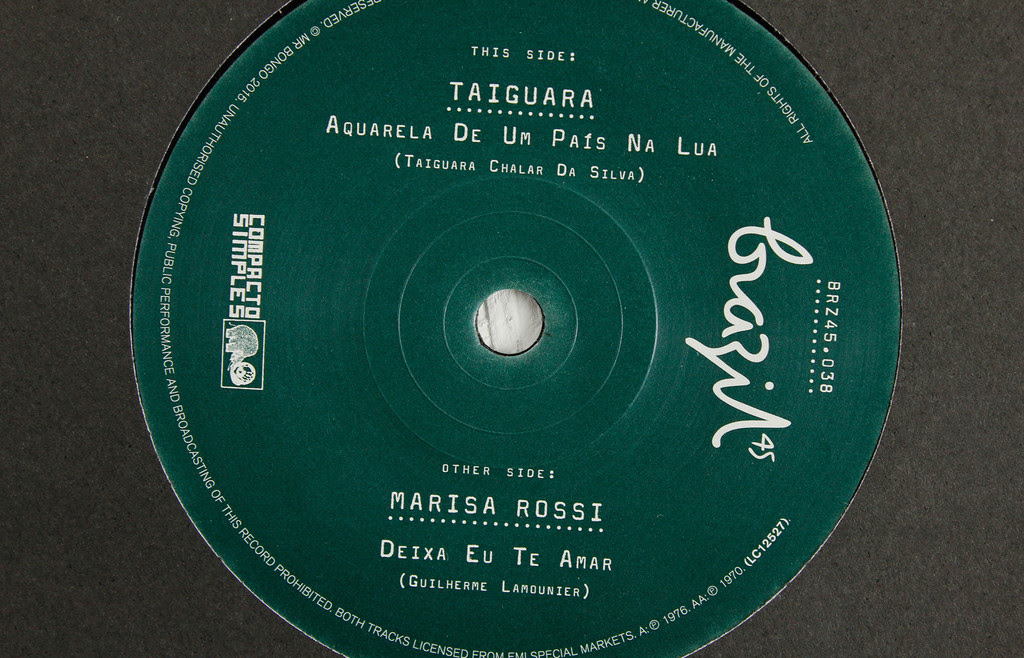 THIS SIDE:
TAIGUARA
AQUARELA DE UM PAÍS NA LUA
(TAIGUARA CHALAR DA SILVA)
COMPACTO
SIMPLES
brazil 45
BRZ45.038
OTHER SIDE:
MARISA ROSSI
DEIXA EU TE AMAR
(GUILHERME LAMOUNIER)
ALL RIGHTS OF THE MANUFACTURER
RESERVED. © MR BONGO 2015. UNAUTHORISED COPYING, PUBLIC PERFORMANCE AND BROADCASTING OF THIS RECORD PROHIBITED. BOTH TRACKS LICENSED FROM EMI SPECIAL MARKETS. A: ℗ 1976. AA: ℗ 1970. (LC12527).